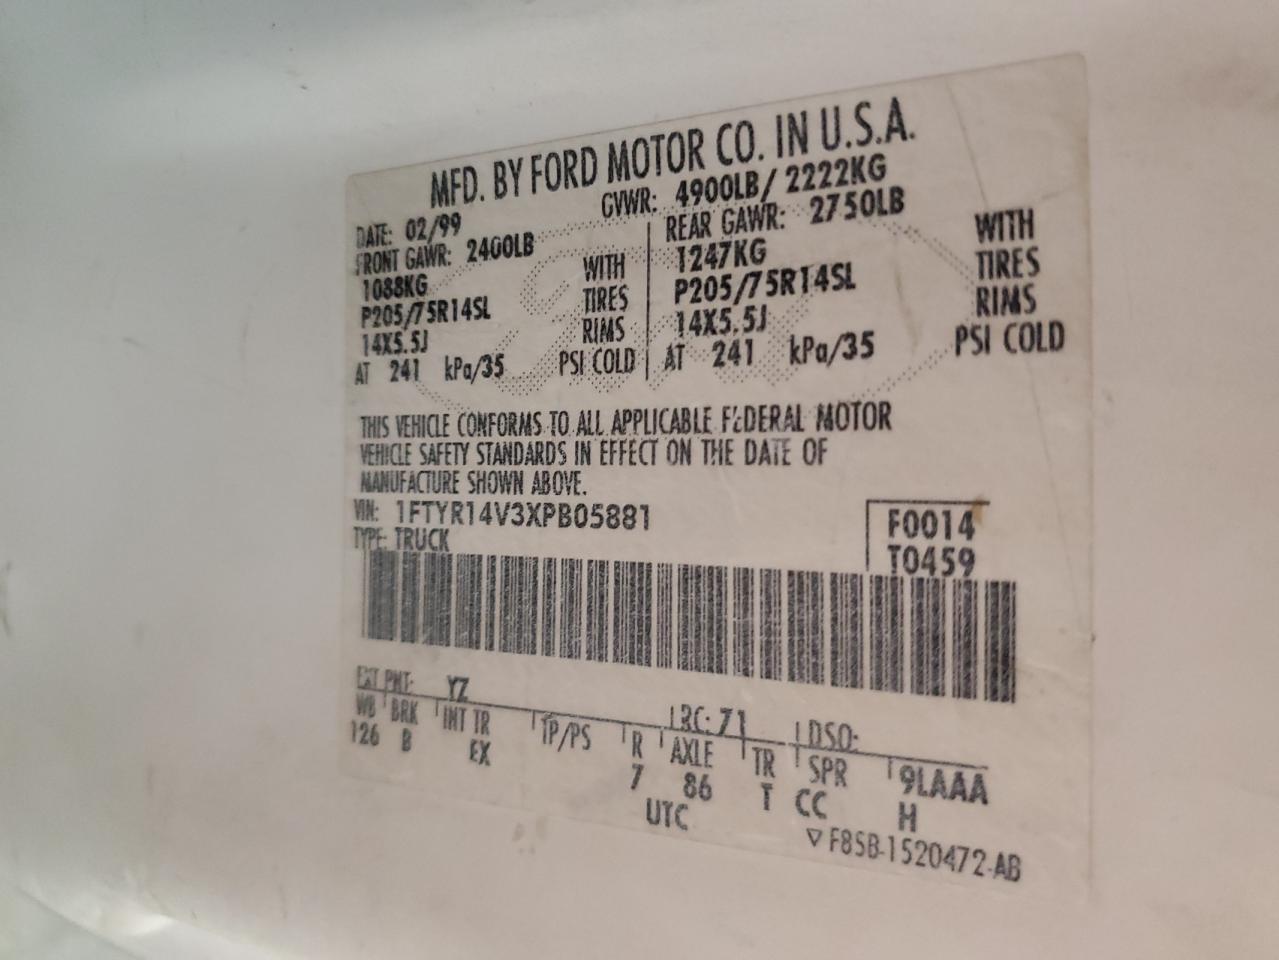 MFD. BY FORD MOTOR CO. IN U.S.A.
DATE: 02/99 GVWR: 4900LB/ 2222KG
FRONT GAWR: 2400LB REAR GAWR: 2750LB
1088KG WITH 1247KG WITH
P205/75R14SL TIRES P205/75R14SL TIRES
14X5.5J RIMS 14X5.5J RIMS
AT 241 kPa/35 PSI COLD AT 241 kPa/35 PSI COLD
THIS VEHICLE CONFORMS TO ALL APPLICABLE FEDERAL MOTOR
VEHICLE SAFETY STANDARDS IN EFFECT ON THE DATE OF
MANUFACTURE SHOWN ABOVE.
VIN: 1FTYR14V3XPB05881 F0014
TYPE: TRUCK T0459
EXT PNT: YZ RC: 71 DSO:
WB BRK INT TR TP/PS R AXLE TR SPR 9LAAA
126 B EX 7 86 T CC H
UTC
▽ F85B-1520472-AB